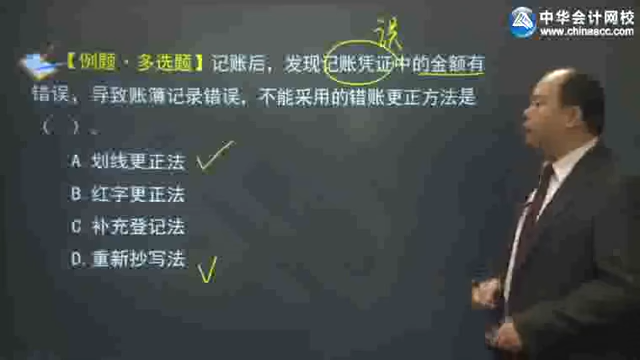 中华会计网校
www.chinaacc.com
误
【例题·多选题】记账后，发现记账凭证中的金额有
错误，导致账簿记录错误，不能采用的错账更正方法是
（ ）。
A.划线更正法
B.红字更正法
C.补充登记法
D.重新抄写法